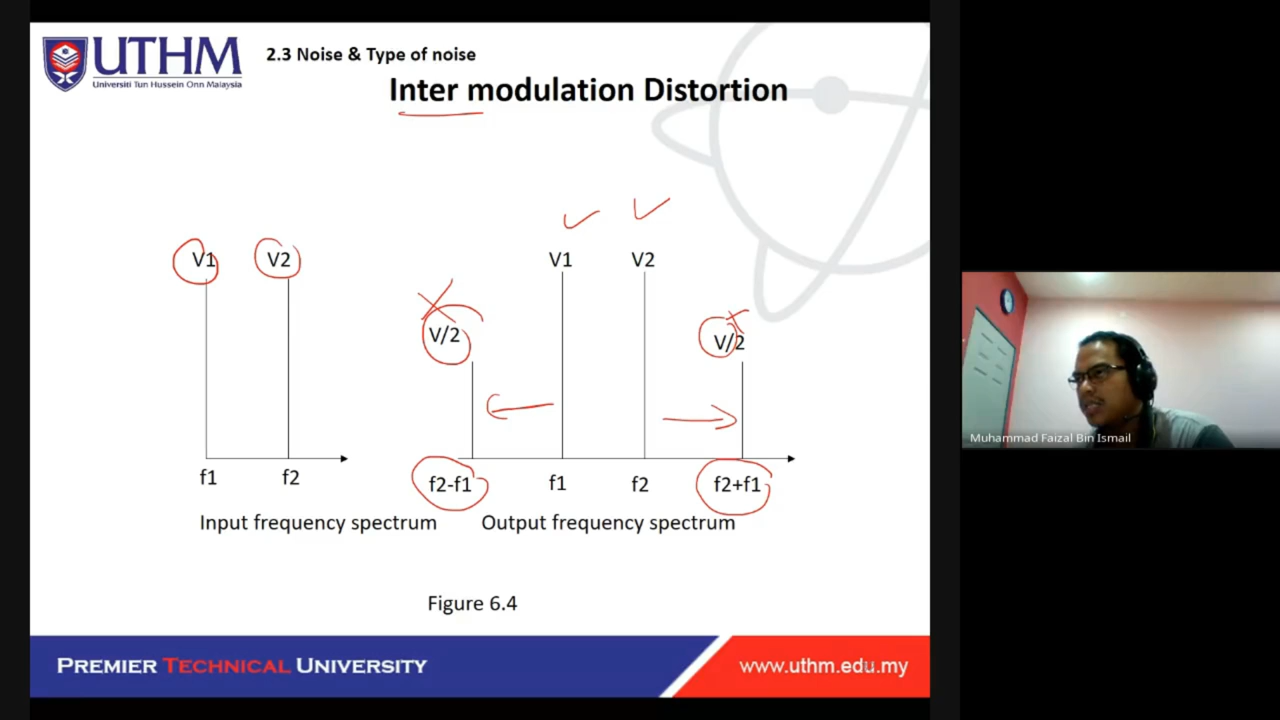 UTHM
Universiti Tun Hussein Onn Malaysia
2.3 Noise & Type of noise
Inter modulation Distortion
V1 V2
V1 V2
V/2
V/2
f1 f2
f2-f1 f1 f2 f2+f1
Input frequency spectrum
Output frequency spectrum
Figure 6.4
PREMIER TECHNICAL UNIVERSITY
www.uthm.edu.my
Muhammad Faizal Bin Ismail